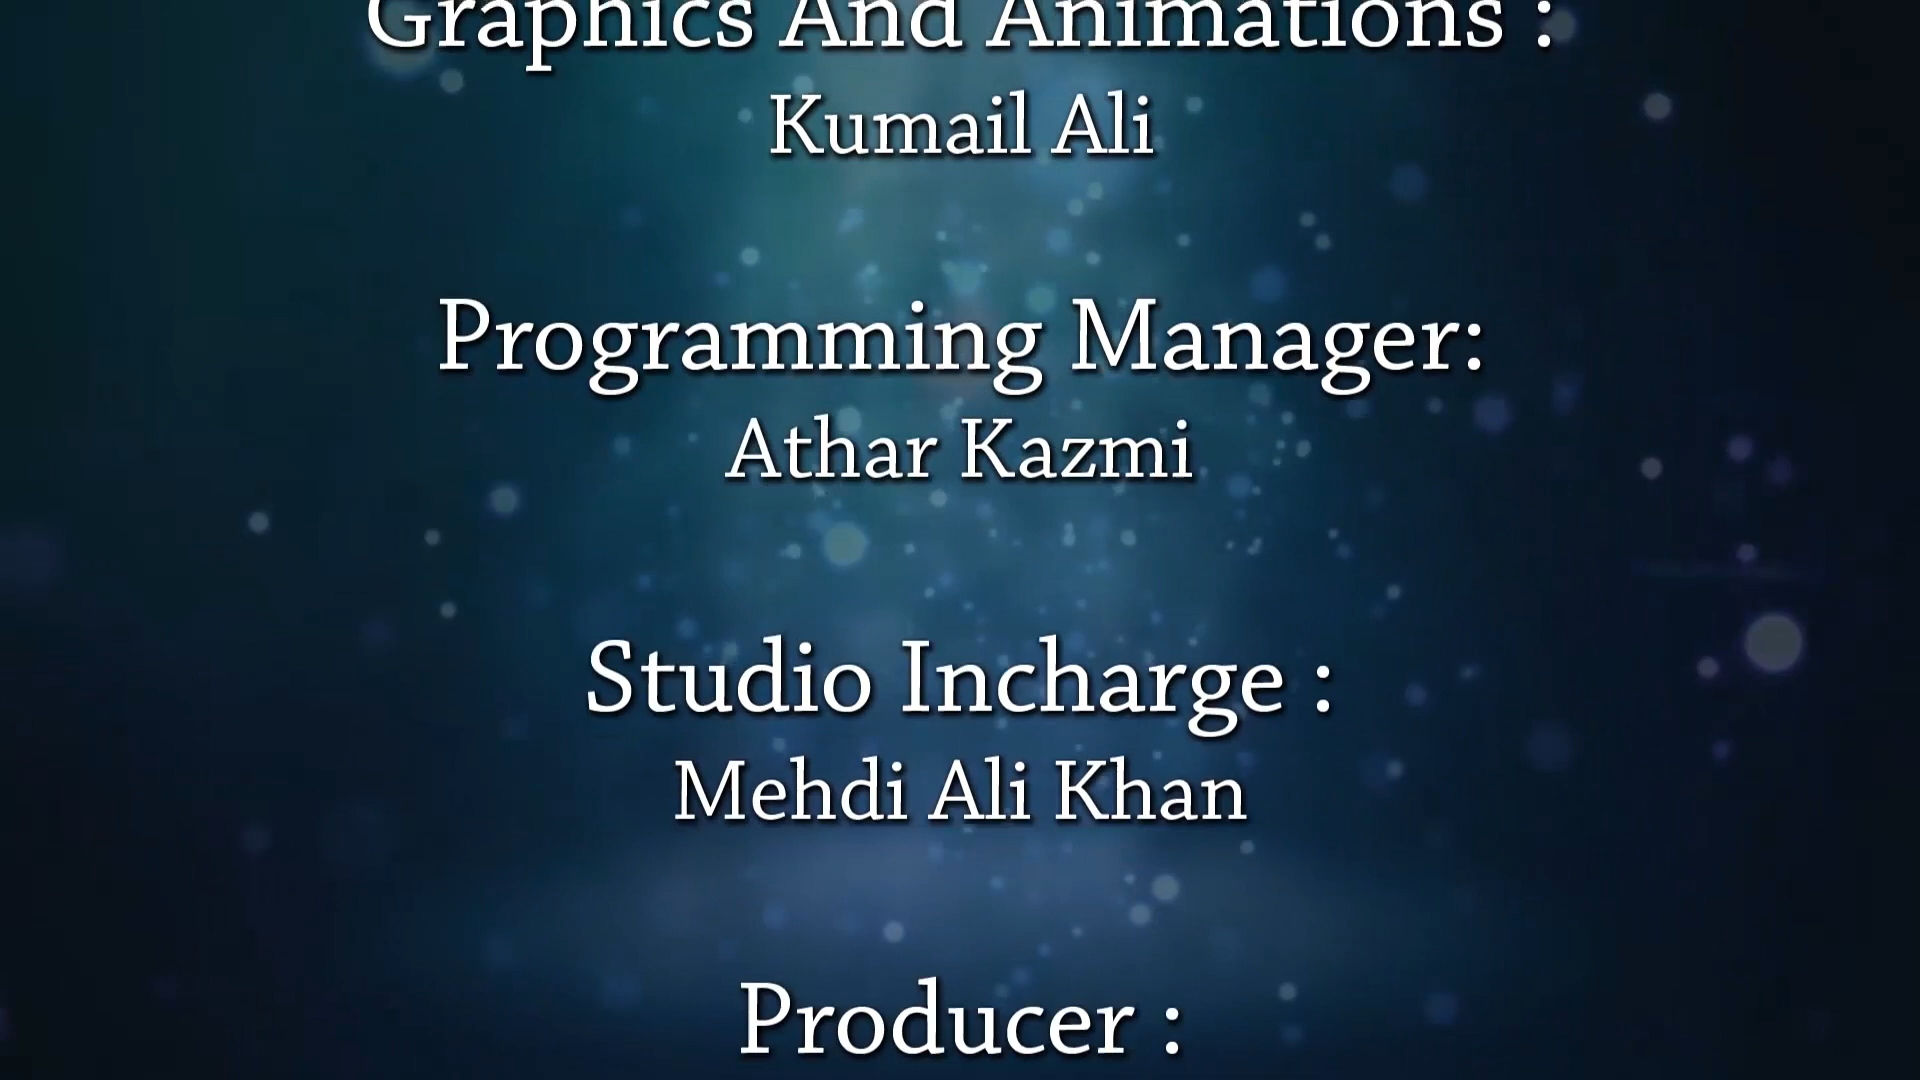 Graphics And Animations :
Kumail Ali
Programming Manager:
Athar Kazmi
Studio Incharge :
Mehdi Ali Khan
Producer :